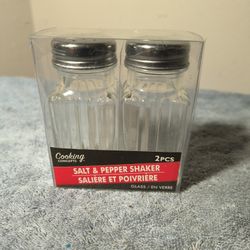 Cooking
CONCEPTS
2PCS
SALT & PEPPER SHAKER
SALIÈRE ET POIVRIÈRE
GLASS / EN VERRE